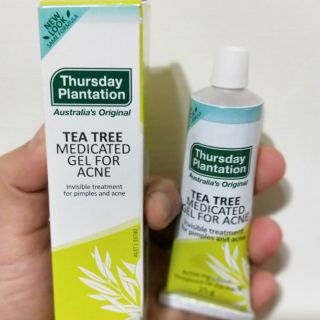 NEW LOOK
SAME FORMULA
Thursday
Plantation
Australia's Original
TEA TREE
MEDICATED
GEL FOR
ACNE
Invisible treatment
for pimples and acne
Thursday
Plantation
Australia's Original
TEA TREE
MEDICATED
GEL FOR ACNE
Invisible treatment
for pimples and acne
25 g